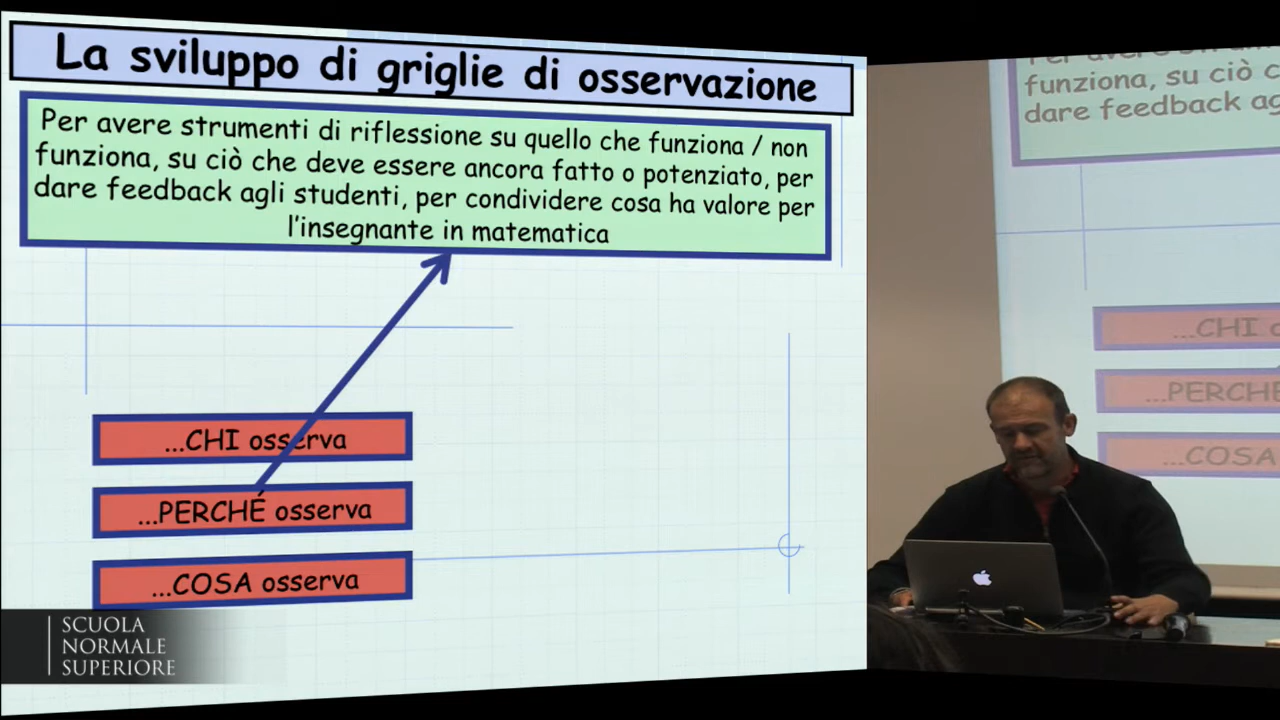 La sviluppo di griglie di osservazione
Per avere strumenti di riflessione su quello che funziona / non
funziona, su ciò che deve essere ancora fatto o potenziato, per
dare feedback agli studenti, per condividere cosa ha valore per
l'insegnante in matematica
...CHI osserva
...PERCHÉ osserva
...COSA osserva
SCUOLA
NORMALE
SUPERIORE
funziona, su ciò c
dare feedback ag
...CHI o
...PERCHÉ
...COSA